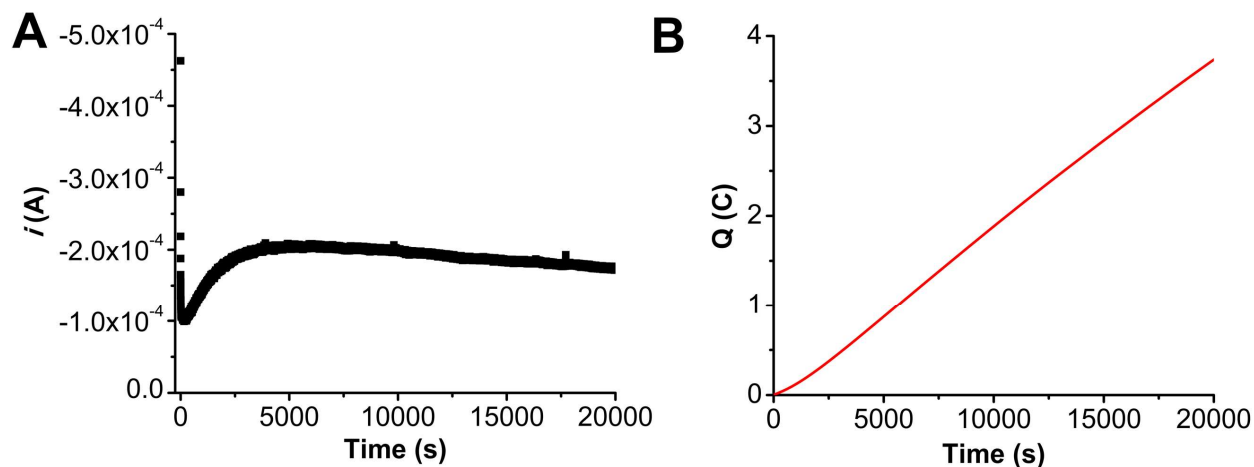 A
i (A)
-5.0x10⁻⁴
-4.0x10⁻⁴
-3.0x10⁻⁴
-2.0x10⁻⁴
-1.0x10⁻⁴
0.0
0 5000 10000 15000 20000
Time (s)
B
Q (C)
4
3
2
1
0
0 5000 10000 15000 20000
Time (s)